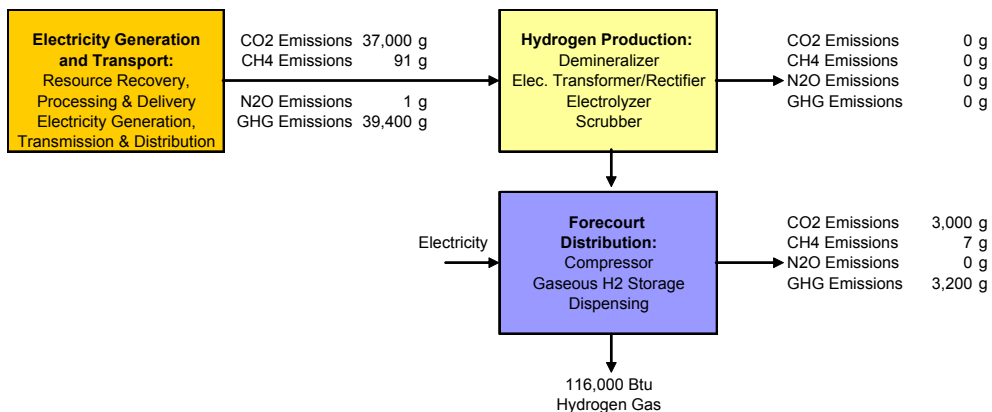 Electricity Generation
and Transport:
Resource Recovery,
Processing & Delivery
Electricity Generation,
Transmission & Distribution
CO2 Emissions 37,000 g
CH4 Emissions 91 g
N2O Emissions 1 g
GHG Emissions 39,400 g
Hydrogen Production:
Demineralizer
Elec. Transformer/Rectifier
Electrolyzer
Scrubber
CO2 Emissions 0 g
CH4 Emissions 0 g
N2O Emissions 0 g
GHG Emissions 0 g
Electricity
Forecourt
Distribution:
Compressor
Gaseous H2 Storage
Dispensing
CO2 Emissions 3,000 g
CH4 Emissions 7 g
N2O Emissions 0 g
GHG Emissions 3,200 g
116,000 Btu
Hydrogen Gas